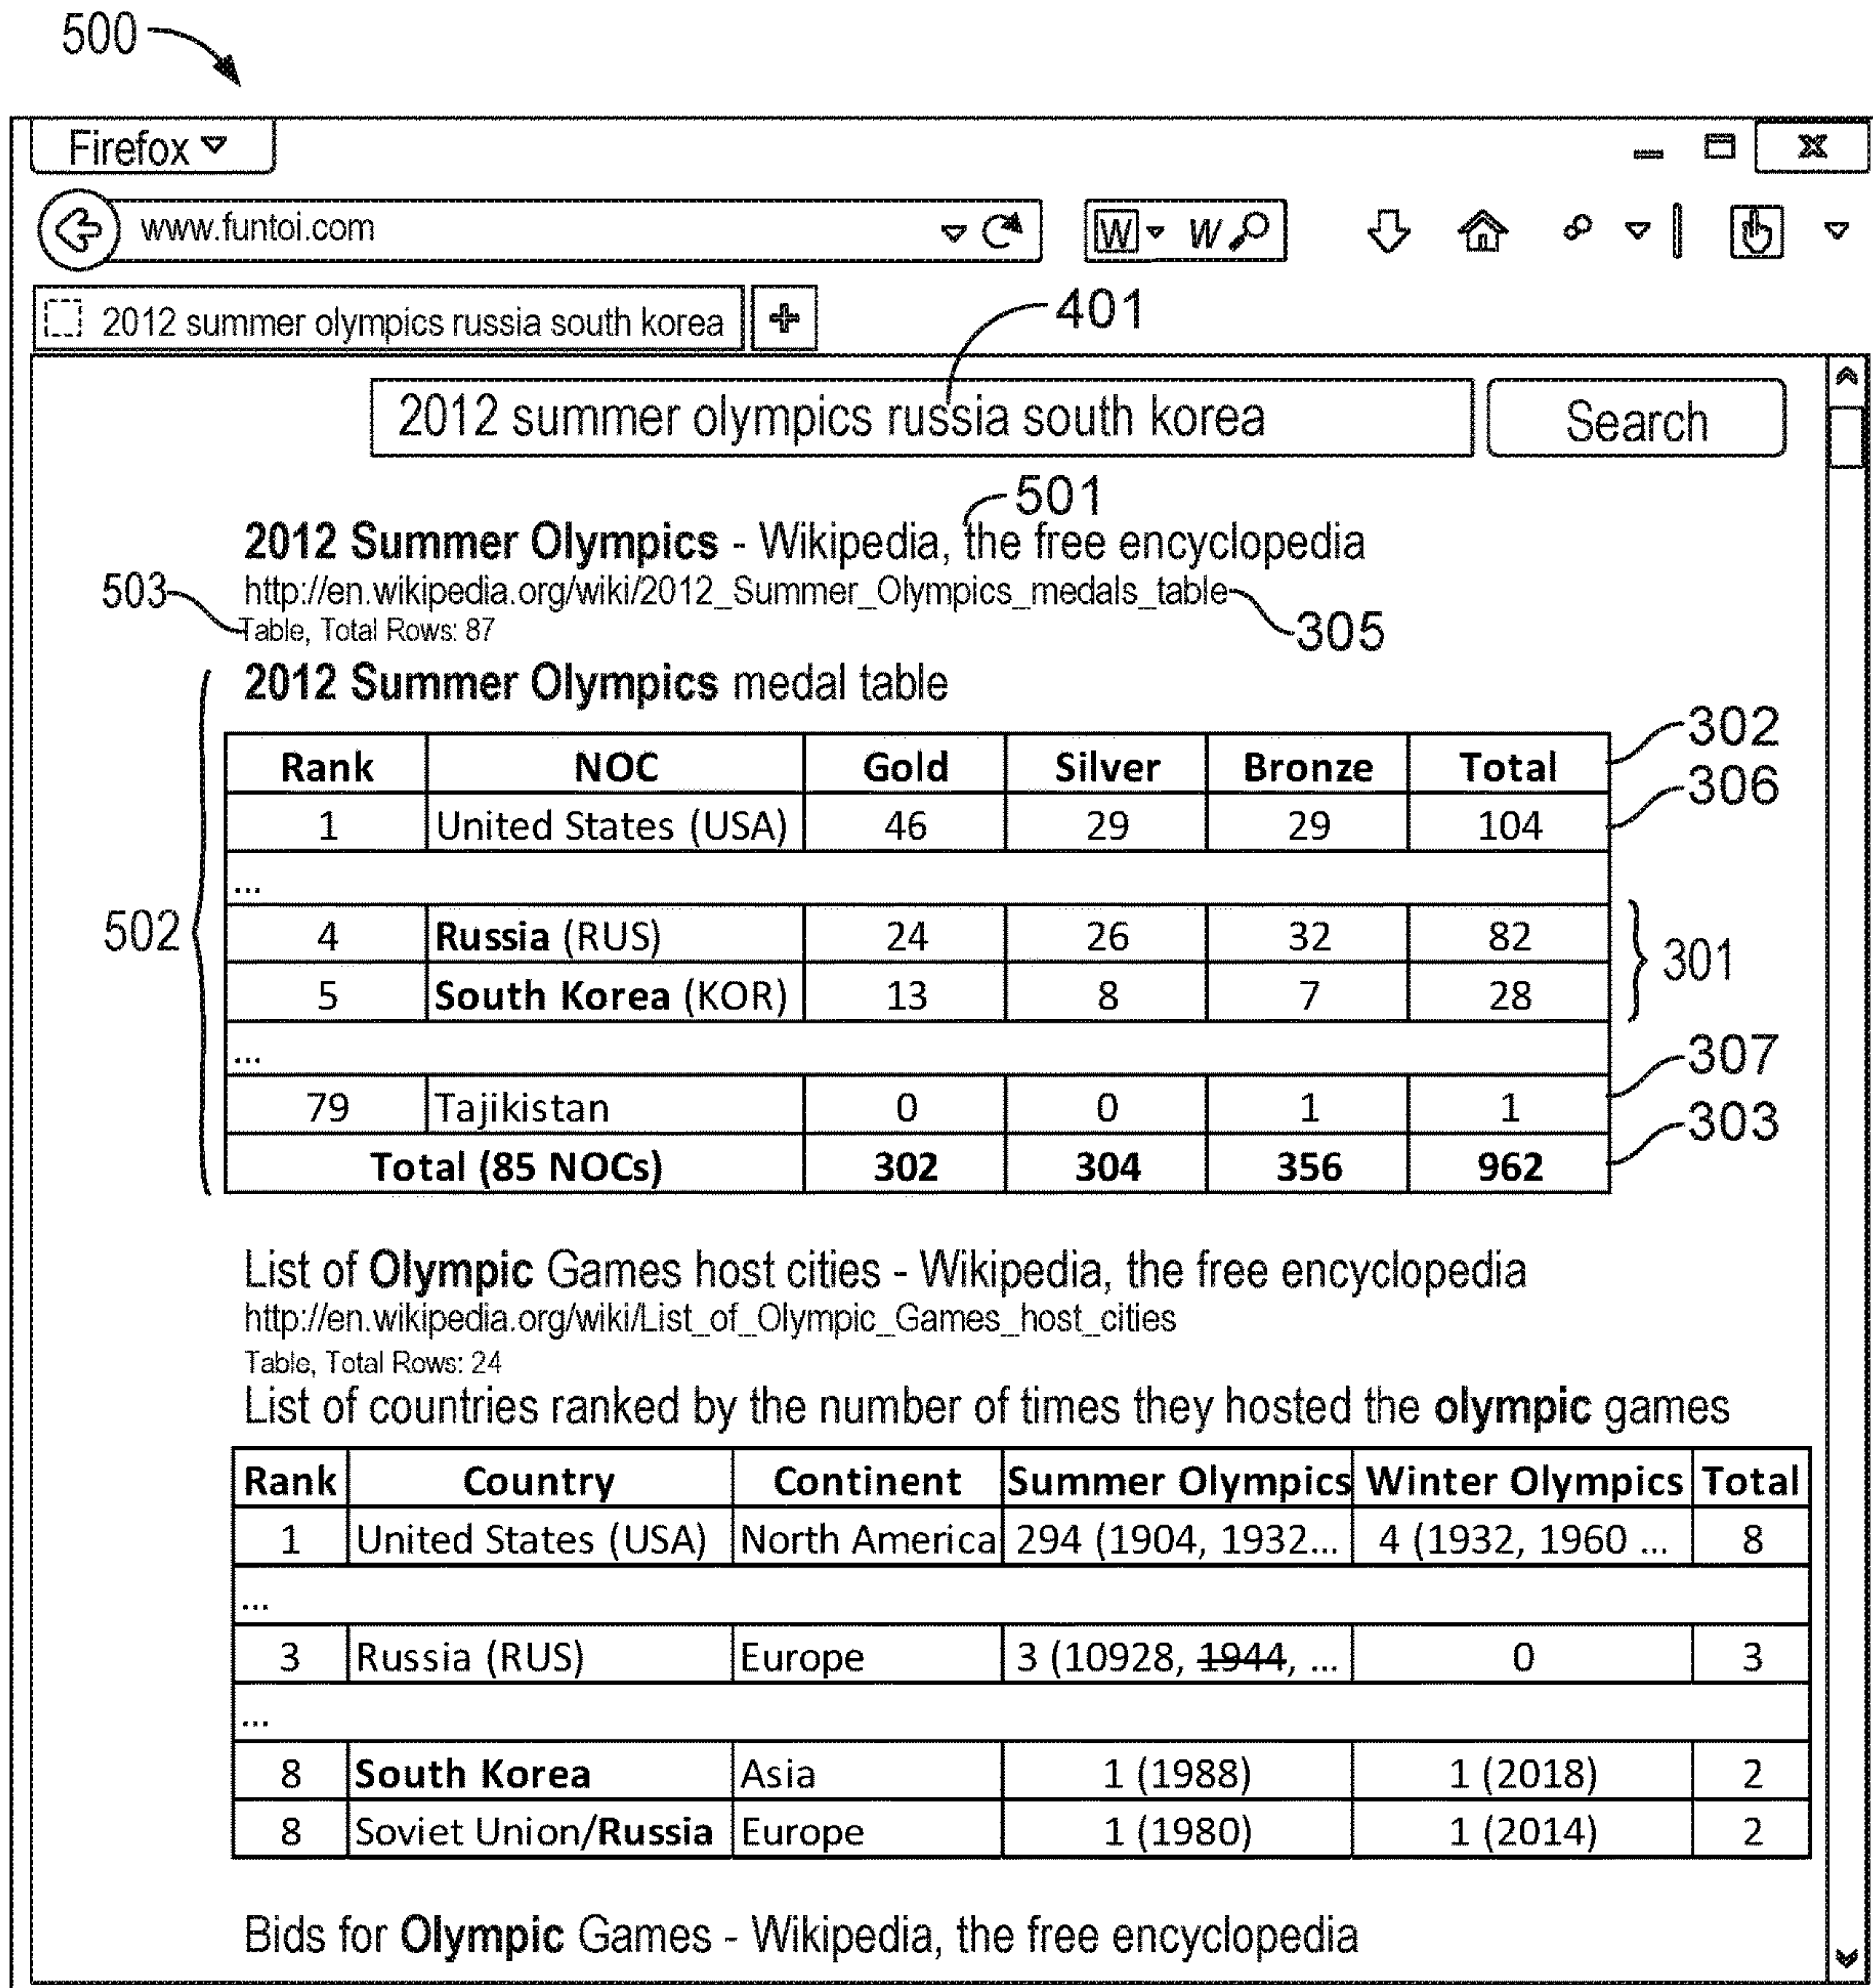 500
Firefox
www.funtoi.com
W W
2012 summer olympics russia south korea
401
2012 summer olympics russia south korea Search
501
2012 Summer Olympics - Wikipedia, the free encyclopedia
503 http://en.wikipedia.org/wiki/2012_Summer_Olympics_medals_table 305
Table, Total Rows: 87
2012 Summer Olympics medal table
Rank NOC Gold Silver Bronze Total 302
1 United States (USA) 46 29 29 104 306
...
502
4 Russia (RUS) 24 26 32 82
301
5 South Korea (KOR) 13 8 7 28
...
79 Tajikistan 0 0 1 1 307
Total (85 NOCs) 302 304 356 962 303
List of Olympic Games host cities - Wikipedia, the free encyclopedia
http://en.wikipedia.org/wiki/List_of_Olympic_Games_host_cities
Table, Total Rows: 24
List of countries ranked by the number of times they hosted the olympic games
Rank Country Continent Summer Olympics Winter Olympics Total
1 United States (USA) North America 294 (1904, 1932... 4 (1932, 1960 ... 8
...
3 Russia (RUS) Europe 3 (10928, 1944, ... 0 3
...
8 South Korea Asia 1 (1988) 1 (2018) 2
8 Soviet Union/Russia Europe 1 (1980) 1 (2014) 2
Bids for Olympic Games - Wikipedia, the free encyclopedia